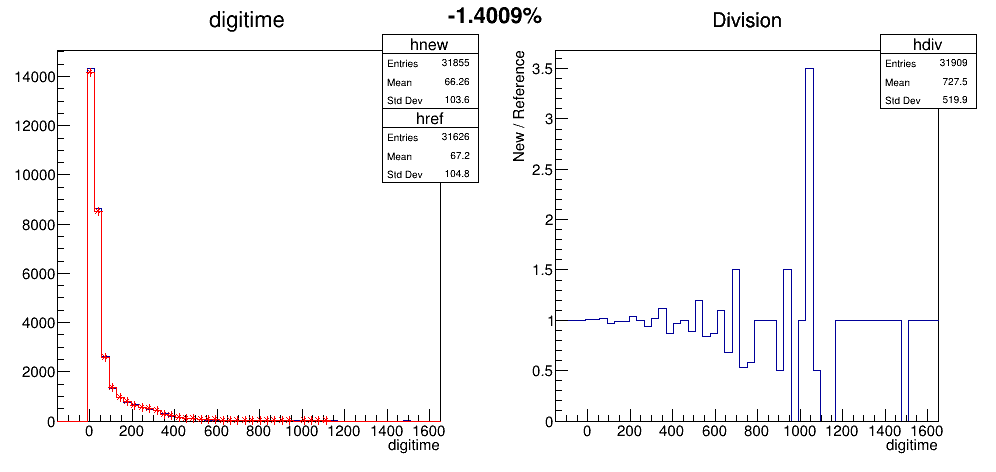 digitime
-1.4009%
Division
hnew
Entries 31855
Mean 66.26
Std Dev 103.6
href
Entries 31626
Mean 67.2
Std Dev 104.8
14000
12000
10000
8000
6000
4000
2000
0
0 200 400 600 800 1000 1200 1400 1600
digitime
hdiv
Entries 31909
Mean 727.5
Std Dev 519.9
New / Reference
3.5
3
2.5
2
1.5
1
0.5
0
0 200 400 600 800 1000 1200 1400 1600
digitime